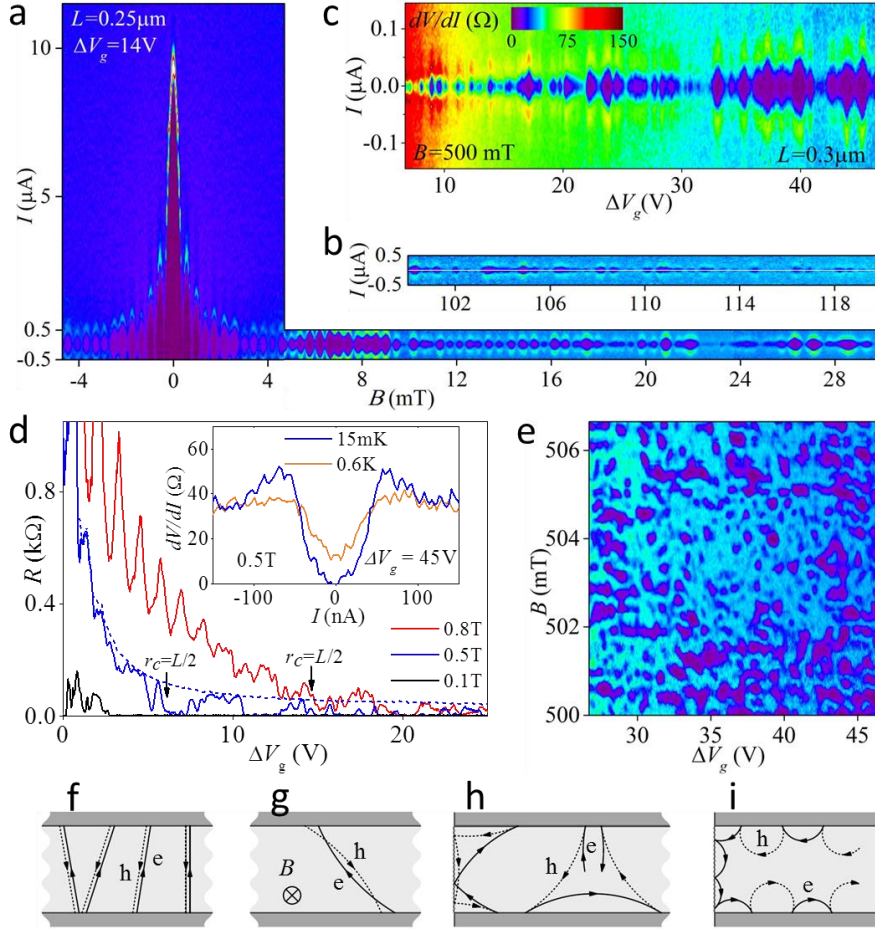 a
L=0.25μm
ΔVg=14V
10
5
0.5
-0.5
I (μA)
-4
0
4
8
12
16
20
24
28
B (mT)
c
dV/dI (Ω)
0
75
150
0.1
0.0
-0.1
I (μA)
B=500 mT
L=0.3μm
10
20
30
40
ΔVg(V)
b
0.5
-0.5
I (μA)
102
106
110
114
118
d
0.8
0.4
0.0
R (kΩ)
0
10
20
ΔVg (V)
rc=L/2
rc=L/2
0.8T
0.5T
0.1T
60
40
20
0
dV/dI (Ω)
15mK
0.6K
0.5T
ΔVg = 45V
-100
0
100
I (nA)
e
506
504
502
500
B (mT)
30
35
40
45
ΔVg (V)
f
h
e
g
B
h
e
h
h
e
i
h
e